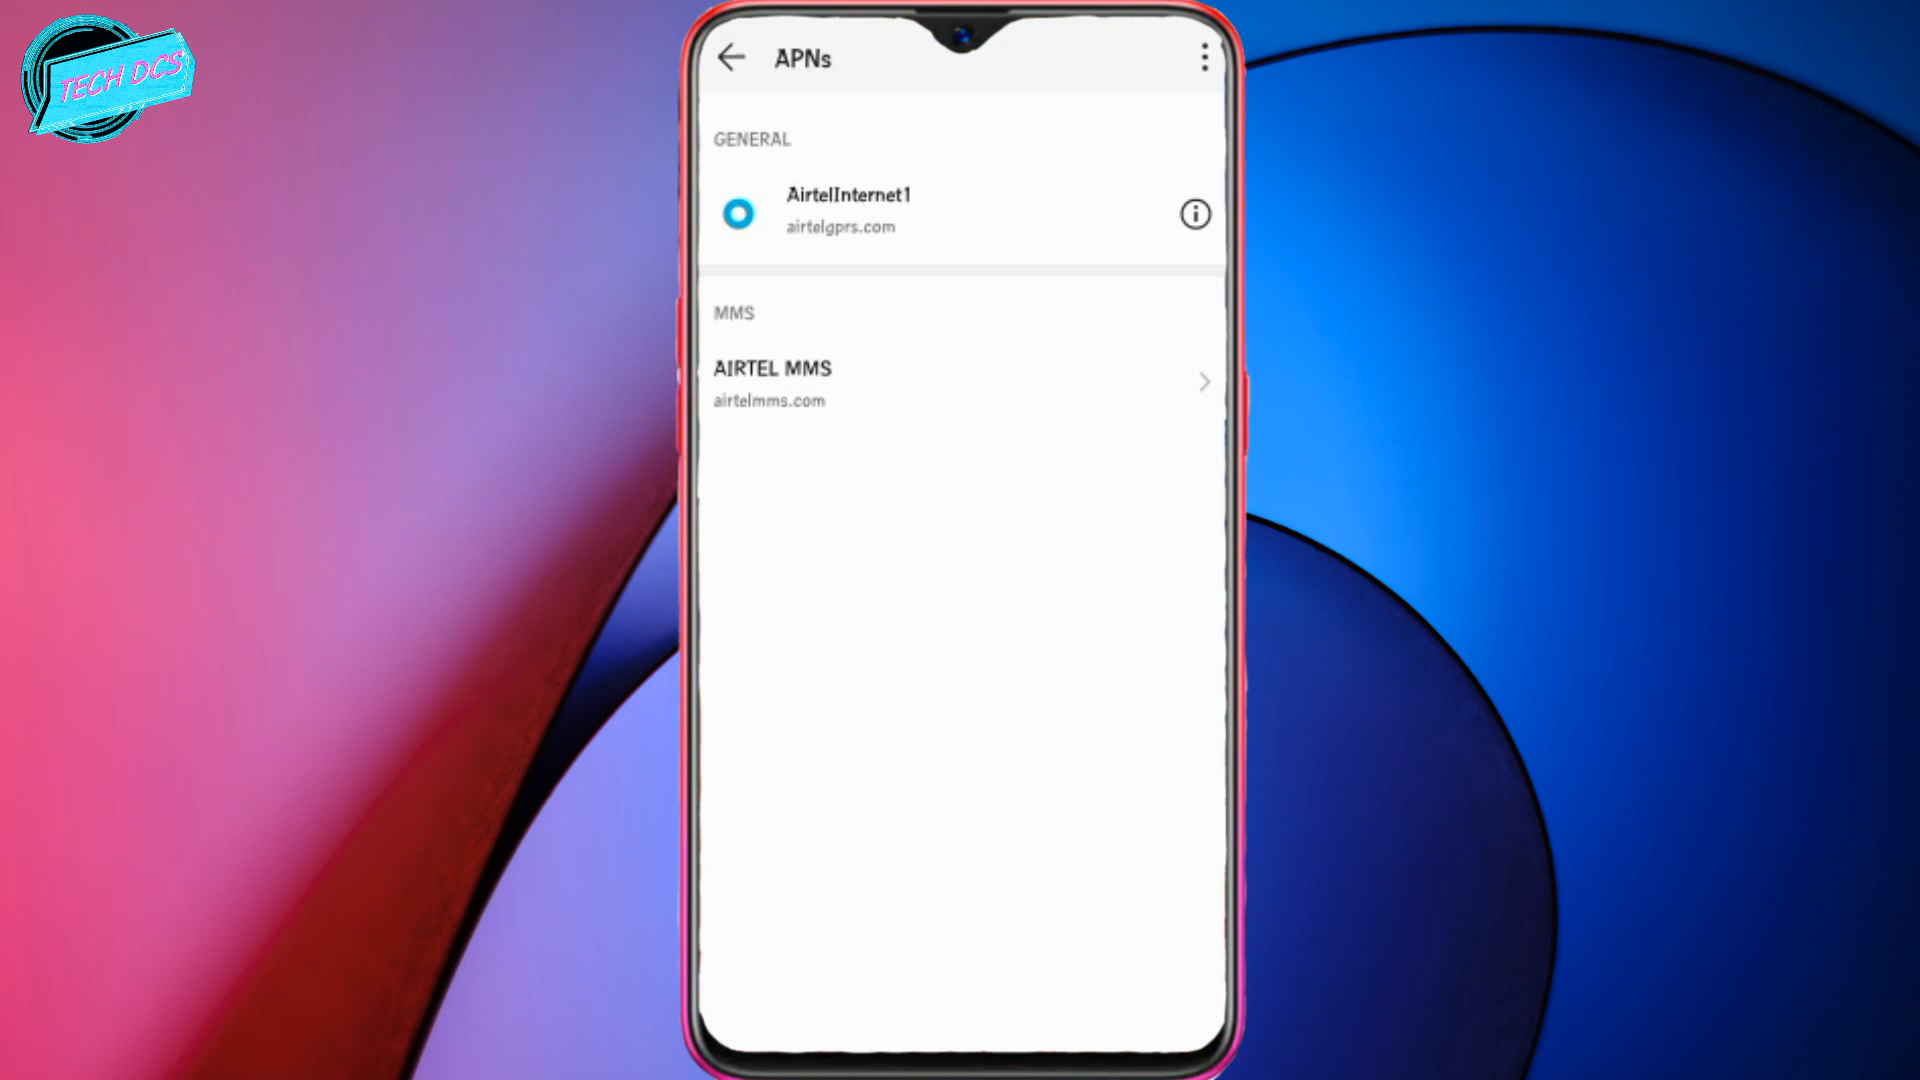 TECH DCS
APNs
GENERAL
AirtelInternet1
airtelgprs.com
MMS
AIRTEL MMS
airtelmms.com